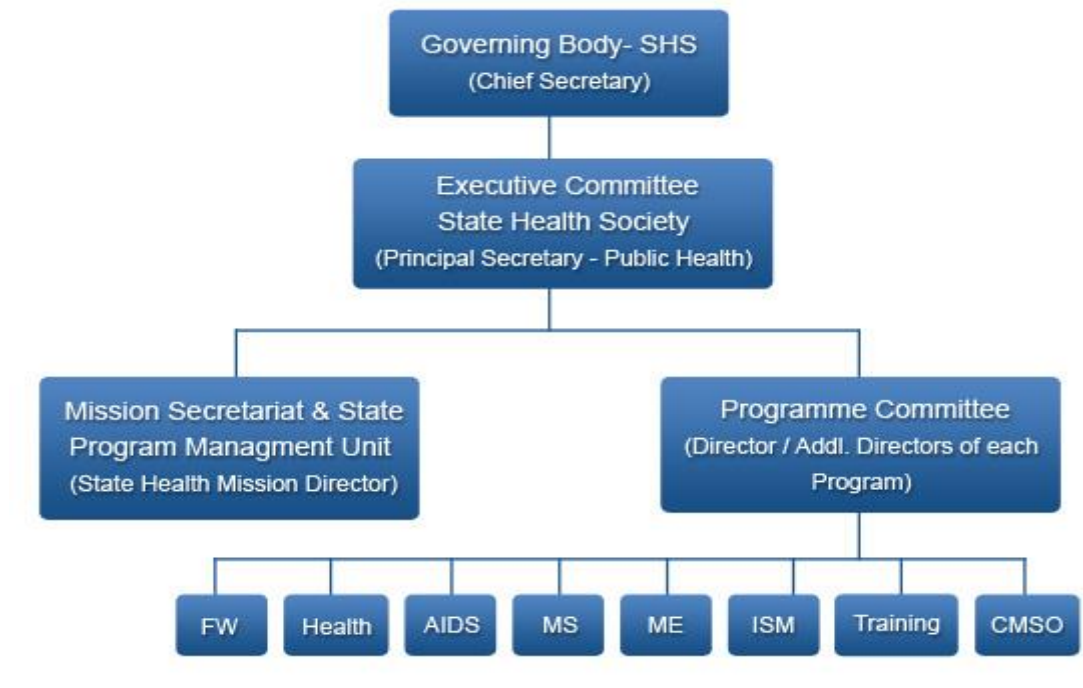 Governing Body- SHS
(Chief Secretary)
Executive Committee
State Health Society
(Principal Secretary - Public Health)
Mission Secretariat & State
Program Managment Unit
(State Health Mission Director)
Programme Committee
(Director / Addl. Directors of each
Program)
FW
Health
AIDS
MS
ME
ISM
Training
CMSO